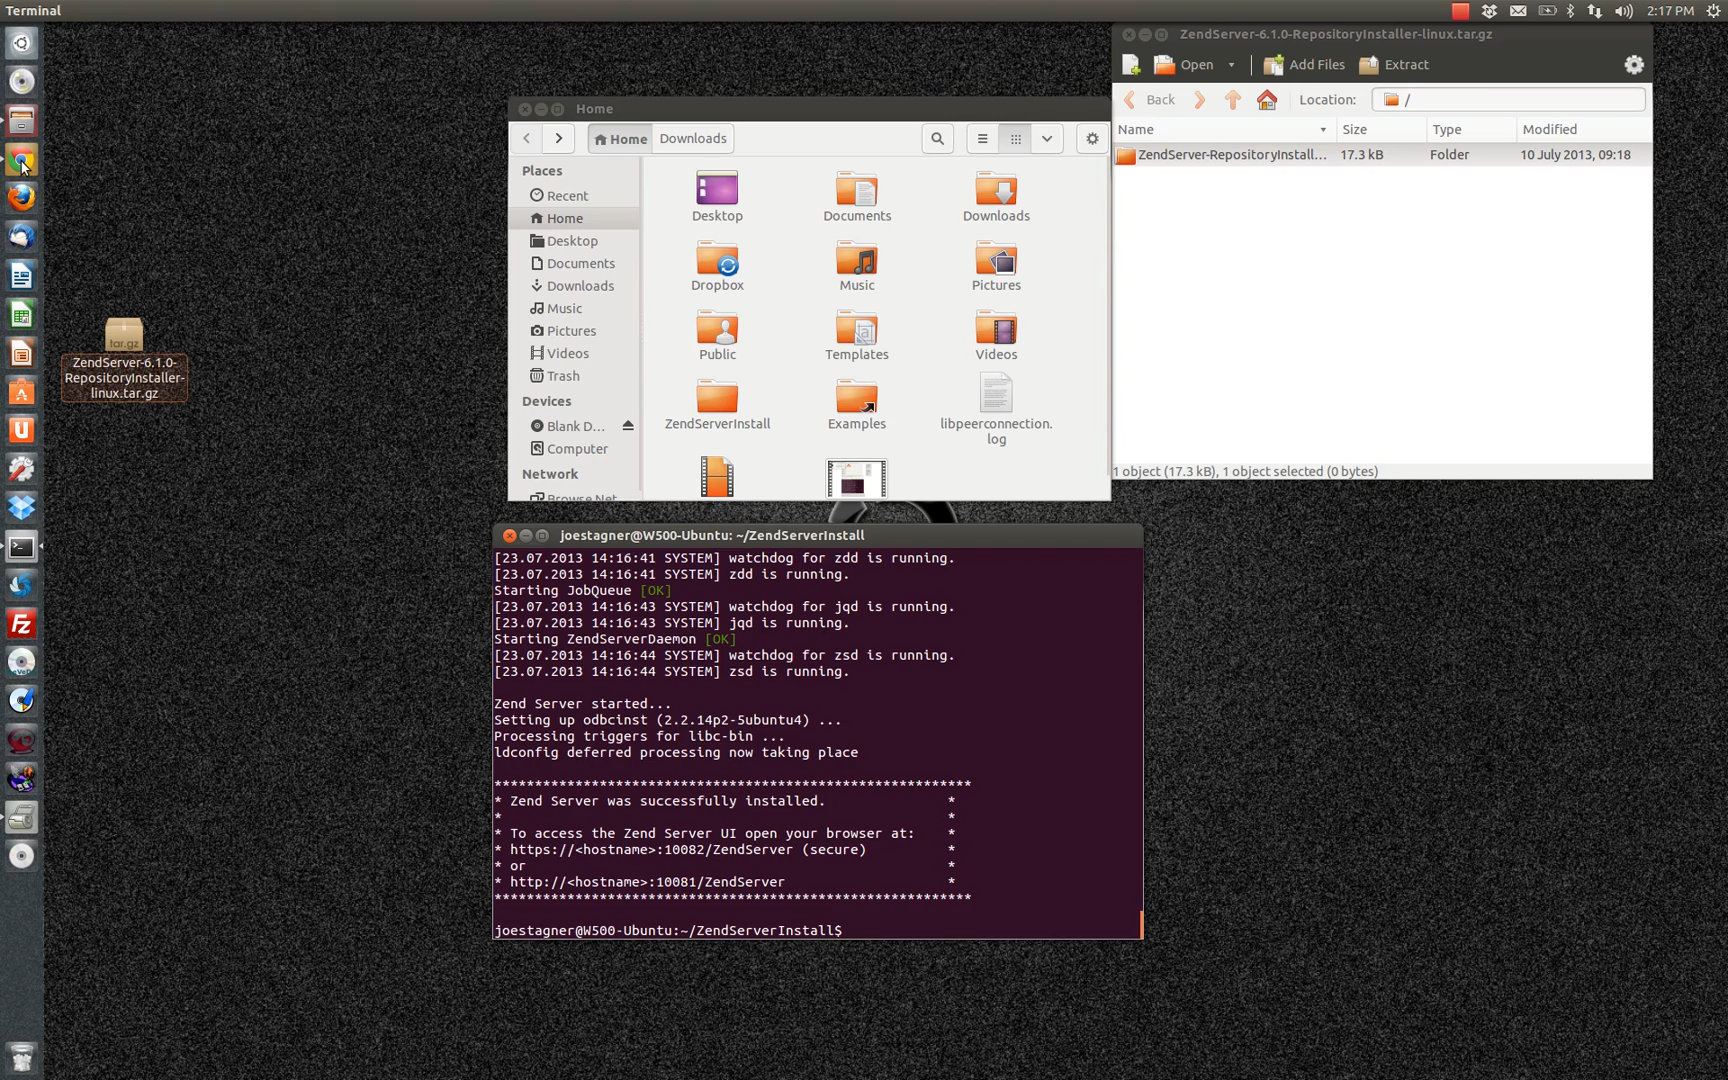 Terminal
2:17 PM
ZendServer-6.1.0-RepositoryInstaller-linux.tar.gz
Open
Add Files
Extract
Back
Location:
/
Name
Size
Type
Modified
ZendServer-RepositoryInstall...
17.3 kB
Folder
10 July 2013, 09:18
1 object (17.3 kB), 1 object selected (0 bytes)
Home
Home
Downloads
Places
Recent
Home
Desktop
Documents
Downloads
Music
Pictures
Videos
Trash
Devices
Blank D...
Computer
Network
Browse Net
Desktop
Documents
Downloads
Dropbox
Music
Pictures
Public
Templates
Videos
ZendServerInstall
Examples
libpeerconnection.
log
tar.gz
ZendServer-6.1.0-
RepositoryInstaller-
linux.tar.gz
joestagner@W500-Ubuntu: ~/ZendServerInstall
[23.07.2013 14:16:41 SYSTEM] watchdog for zdd is running.
[23.07.2013 14:16:41 SYSTEM] zdd is running.
Starting JobQueue [OK]
[23.07.2013 14:16:43 SYSTEM] watchdog for jqd is running.
[23.07.2013 14:16:43 SYSTEM] jqd is running.
Starting ZendServerDaemon [OK]
[23.07.2013 14:16:44 SYSTEM] watchdog for zsd is running.
[23.07.2013 14:16:44 SYSTEM] zsd is running.
Zend Server started...
Setting up odbcinst (2.2.14p2-5ubuntu4) ...
Processing triggers for libc-bin ...
ldconfig deferred processing now taking place
***********************************************************
* Zend Server was successfully installed. *
* *
* To access the Zend Server UI open your browser at: *
* https://<hostname>:10082/ZendServer (secure) *
* or *
* http://<hostname>:10081/ZendServer *
***********************************************************
joestagner@W500-Ubuntu:~/ZendServerInstall$